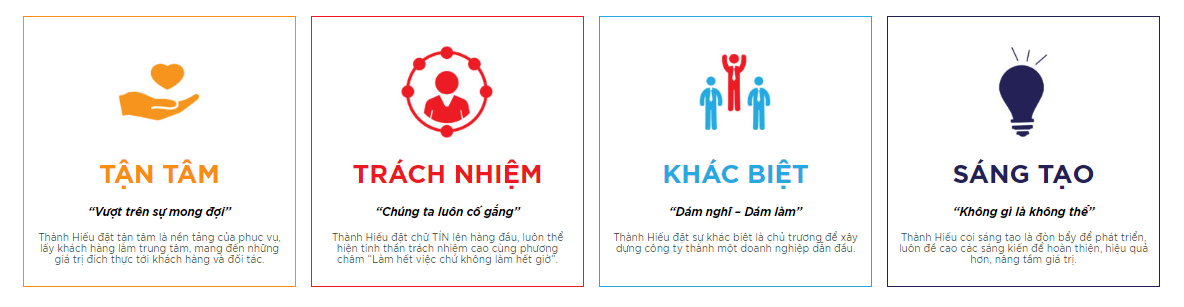 TẬN TÂM
“Vượt trên sự mong đợi”
Thành Hiếu đặt tận tâm là nền tảng của phục vụ,
lấy khách hàng làm trung tâm, mang đến những
giá trị đích thực tới khách hàng và đối tác.
TRÁCH NHIỆM
“Chúng ta luôn cố gắng”
Thành Hiếu đặt chữ TÍN lên hàng đầu, luôn thể
hiện tinh thần trách nhiệm cao cùng phương
châm “Làm hết việc chứ không làm hết giờ”.
KHÁC BIỆT
“Dám nghĩ – Dám làm”
Thành Hiếu đặt sự khác biệt là chủ trương để xây
dựng công ty thành một doanh nghiệp dẫn đầu.
SÁNG TẠO
“Không gì là không thể”
Thành Hiếu coi sáng tạo là đòn bẩy để phát triển,
luôn đề cao các sáng kiến để hoàn thiện, hiệu quả
hơn, nâng tầm giá trị.